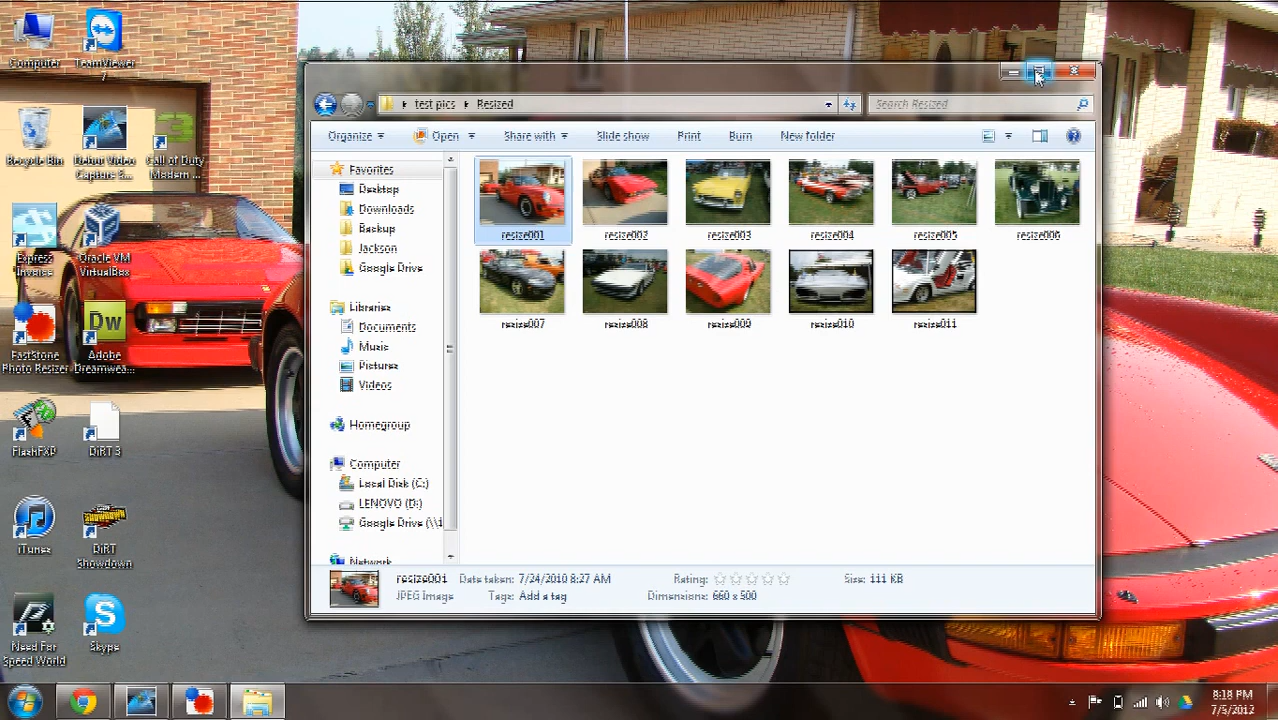 Computer
TeamViewer
7
Recycle Bin
Debut Video
Capture S...
Call of Duty
Modern ...
Express
Invoice
Oracle VM
VirtualBox
FastStone
Photo Resizer
Dw
Adobe
Dreamwea...
FlashFXP
DiRT 3
iTunes
DiRT
Showdown
Need For
Speed World
Skype
test pics
Resized
Search Resized
Organize
Open
Share with
Slide show
Print
Burn
New folder
Favorites
Desktop
Downloads
Backup
Jackson
Google Drive
Libraries
Documents
Music
Pictures
Videos
Homegroup
Computer
Local Disk (C:)
LENOVO (D:)
Google Drive (\\1
Network
resize001
resize002
resize003
resize004
resize005
resize006
resize007
resize008
resize009
resize010
resize011
resize001
Date taken: 7/24/2010 8:27 AM
Rating:
Size: 111 KB
JPEG Image
Tags: Add a tag
Dimensions: 660 x 500
8:18 PM
7/5/2012